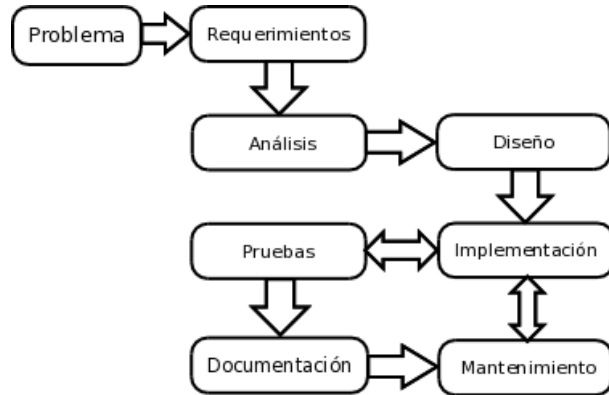 Problema
Requerimientos
Análisis
Diseño
Pruebas
Implementación
Documentación
Mantenimiento